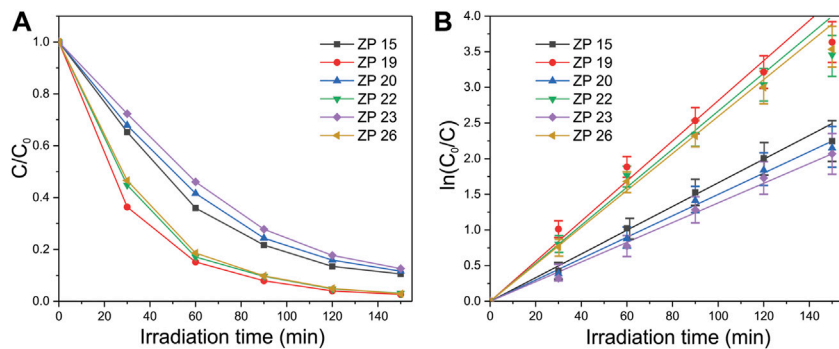 A
B
C/C0
1.0
0.8
0.6
0.4
0.2
0.0
ZP 15
ZP 19
ZP 20
ZP 22
ZP 23
ZP 26
0 20 40 60 80 100 120 140
Irradiation time (min)
ln(C0/C)
4.0
3.5
3.0
2.5
2.0
1.5
1.0
0.5
0.0
ZP 15
ZP 19
ZP 20
ZP 22
ZP 23
ZP 26
0 20 40 60 80 100 120 140
Irradiation time (min)